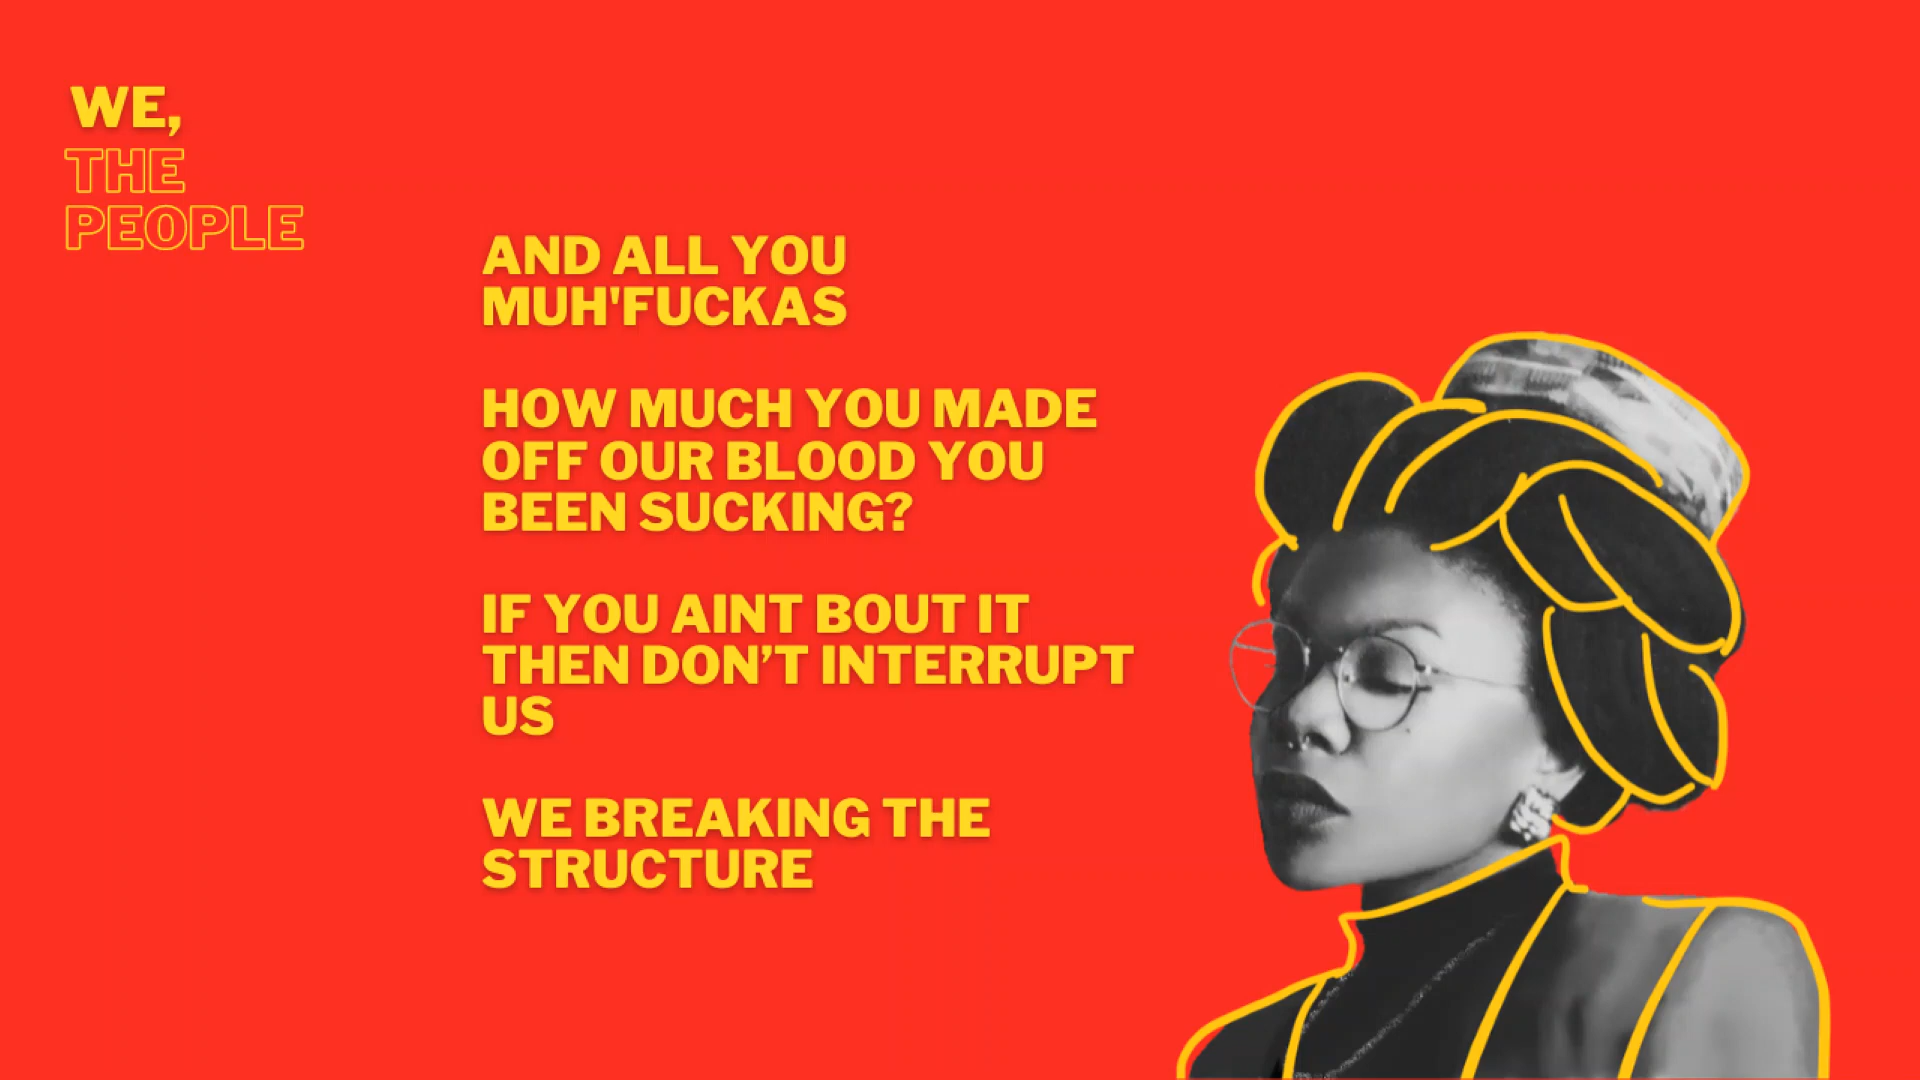 WE,
THE
PEOPLE
AND ALL YOU
MUH'FUCKAS
HOW MUCH YOU MADE
OFF OUR BLOOD YOU
BEEN SUCKING?
IF YOU AINT BOUT IT
THEN DON’T INTERRUPT
US
WE BREAKING THE
STRUCTURE